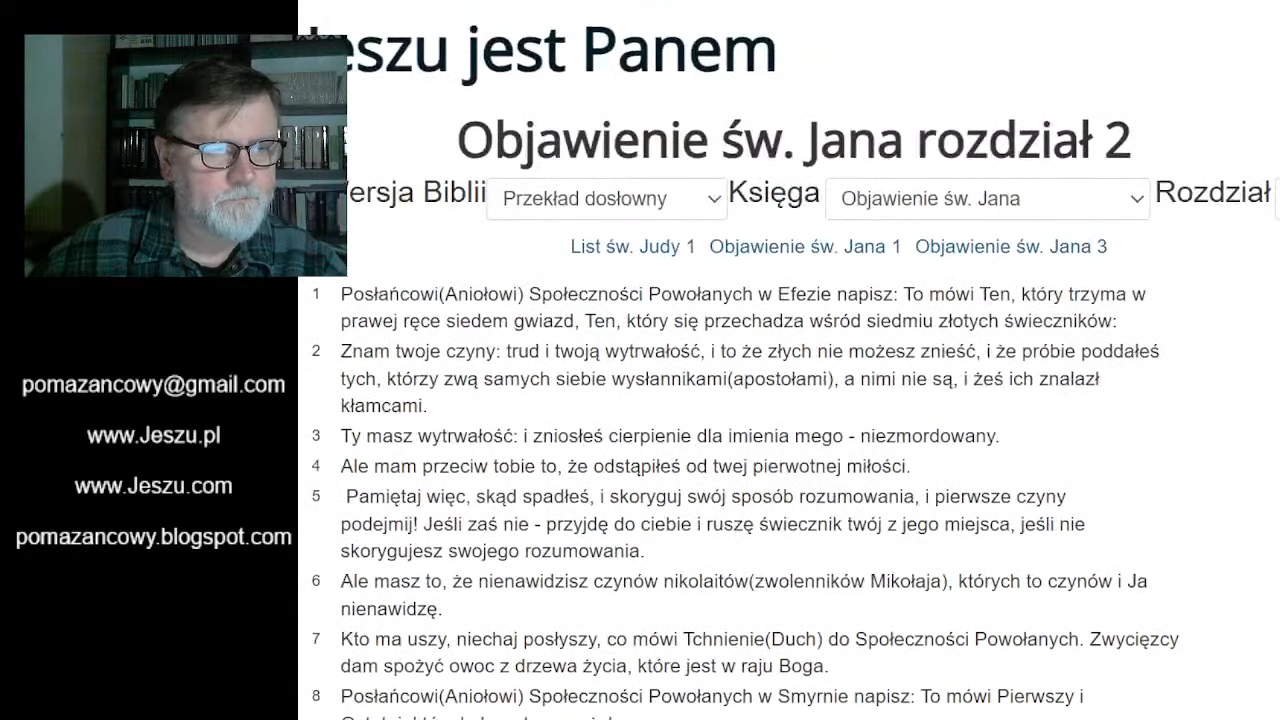 Jeszu jest Panem
Objawienie św. Jana rozdział 2
Wersja Biblii Przekład dosłowny Księga Objawienie św. Jana Rozdział
List św. Judy 1 Objawienie św. Jana 1 Objawienie św. Jana 3
1 Posłańcowi(Aniołowi) Społeczności Powołanych w Efezie napisz: To mówi Ten, który trzyma w
prawej ręce siedem gwiazd, Ten, który się przechadza wśród siedmiu złotych świeczników:
2 Znam twoje czyny: trud i twoją wytrwałość, i to że złych nie możesz znieść, i że próbie poddałeś
tych, którzy zwą samych siebie wysłannikami(apostołami), a nimi nie są, i żeś ich znalazł
kłamcami.
3 Ty masz wytrwałość: i zniosłeś cierpienie dla imienia mego - niezmordowany.
4 Ale mam przeciw tobie to, że odstąpiłeś od twej pierwotnej miłości.
5 Pamiętaj więc, skąd spadłeś, i skoryguj swój sposób rozumowania, i pierwsze czyny
podejmij! Jeśli zaś nie - przyjdę do ciebie i ruszę świecznik twój z jego miejsca, jeśli nie
skorygujesz swojego rozumowania.
6 Ale masz to, że nienawidzisz czynów nikolaitów(zwolenników Mikołaja), których to czynów i Ja
nienawidzę.
7 Kto ma uszy, niechaj posłyszy, co mówi Tchnienie(Duch) do Społeczności Powołanych. Zwycięzcy
dam spożyć owoc z drzewa życia, które jest w raju Boga.
8 Posłańcowi(Aniołowi) Społeczności Powołanych w Smyrnie napisz: To mówi Pierwszy i
pomazancowy@gmail.com
www.Jeszu.pl
www.Jeszu.com
pomazancowy.blogspot.com